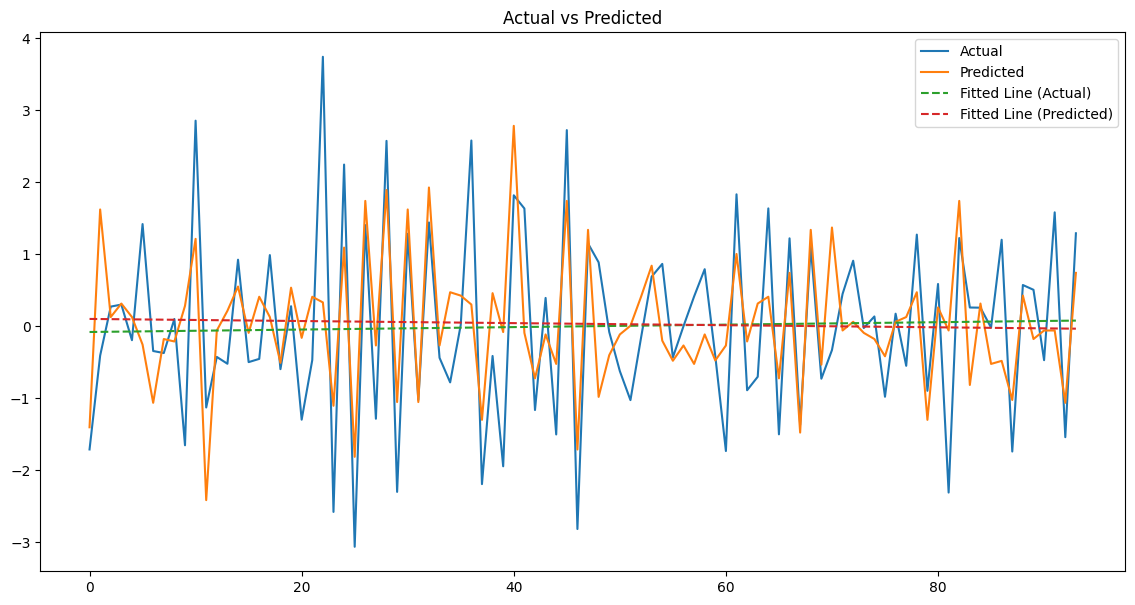 Actual vs Predicted
Actual
Predicted
Fitted Line (Actual)
Fitted Line (Predicted)
4
3
2
1
0
−1
−2
−3
0
20
40
60
80